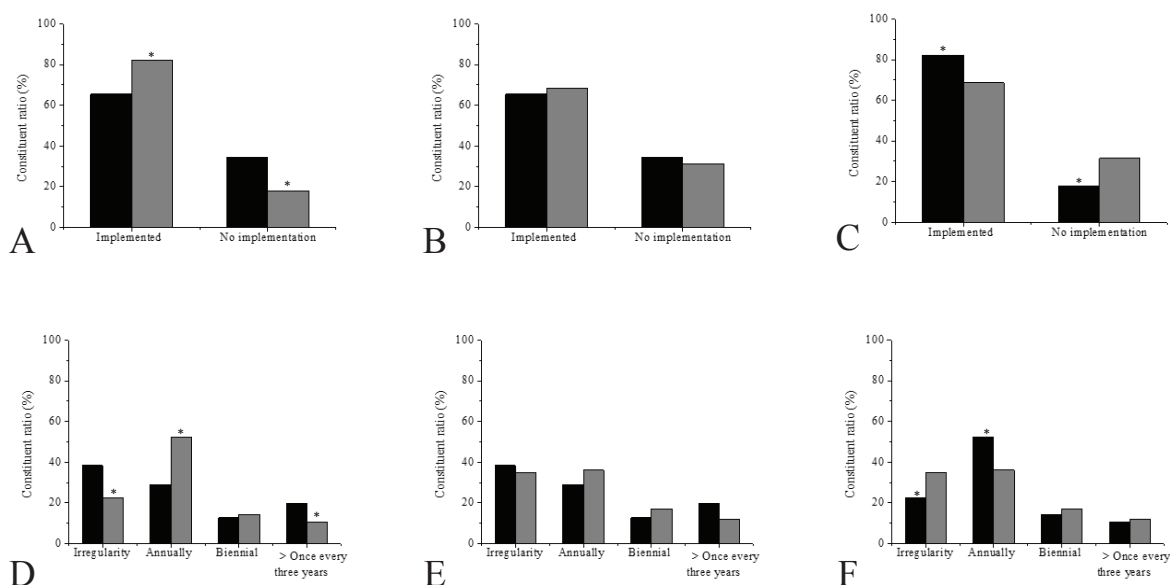 100
80
60
40
20
0
Constituent ratio (%)
*
*
Implemented
No implementation
A
100
80
60
40
20
0
Constituent ratio (%)
Implemented
No implementation
B
100
80
60
40
20
0
Constituent ratio (%)
*
*
Implemented
No implementation
C
100
80
60
40
20
0
Constituent ratio (%)
*
*
*
Irregularity
Annually
Biennial
> Once every
three years
D
100
80
60
40
20
0
Constituent ratio (%)
Irregularity
Annually
Biennial
> Once every
three years
E
100
80
60
40
20
0
Constituent ratio (%)
*
*
Irregularity
Annually
Biennial
> Once every
three years
F